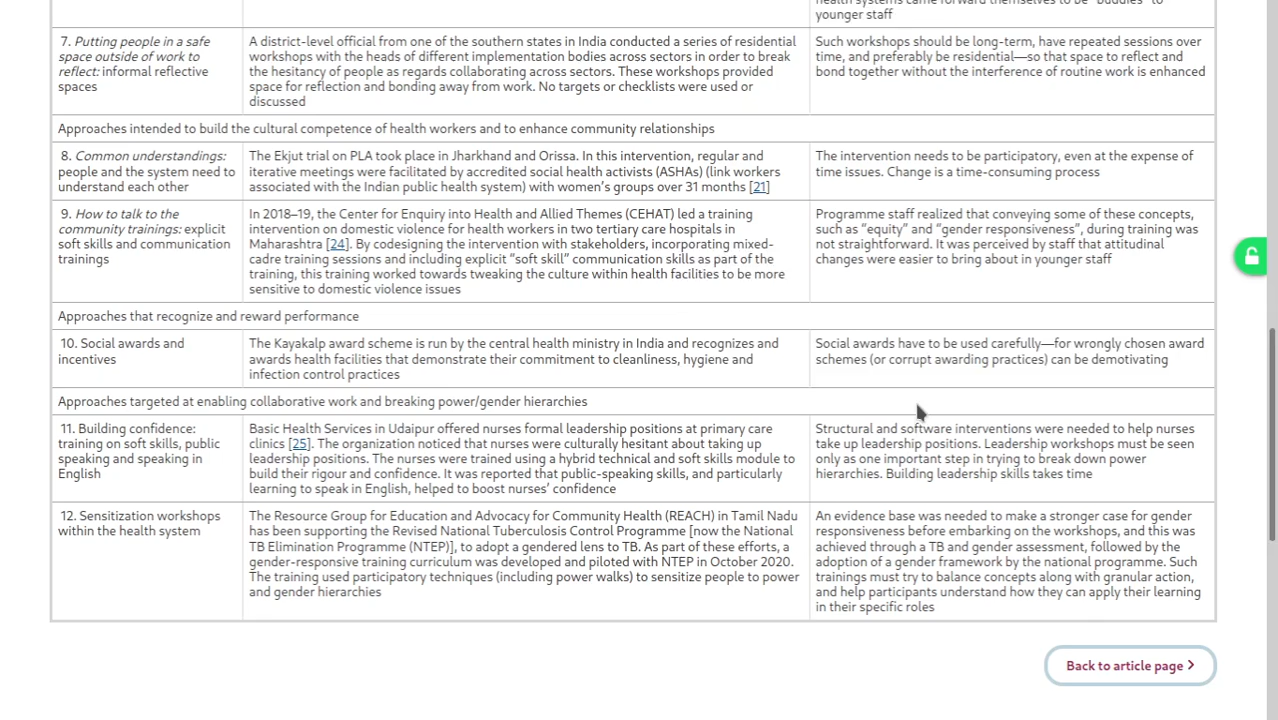 health systems came forward themselves to be "buddies" to
younger staff
7. Putting people in a safe
space outside of work to
reflect: informal reflective
spaces
A district-level official from one of the southern states in India conducted a series of residential
workshops with the heads of different implementation bodies across sectors in order to break
the hesitancy of people as regards collaborating across sectors. These workshops provided
space for reflection and bonding away from work. No targets or checklists were used or
discussed
Such workshops should be long-term, have repeated sessions over
time, and preferably be residential—so that space to reflect and
bond together without the interference of routine work is enhanced
Approaches intended to build the cultural competence of health workers and to enhance community relationships
8. Common understandings:
people and the system need to
understand each other
The Ekjut trial on PLA took place in Jharkhand and Orissa. In this intervention, regular and
iterative meetings were facilitated by accredited social health activists (ASHAs) (link workers
associated with the Indian public health system) with women's groups over 31 months [21]
The intervention needs to be participatory, even at the expense of
time issues. Change is a time-consuming process
9. How to talk to the
community trainings: explicit
soft skills and communication
trainings
In 2018–19, the Center for Enquiry into Health and Allied Themes (CEHAT) led a training
intervention on domestic violence for health workers in two tertiary care hospitals in
Maharashtra [24]. By codesigning the intervention with stakeholders, incorporating mixed-
cadre training sessions and including explicit "soft skill" communication skills as part of the
training, this training worked towards tweaking the culture within health facilities to be more
sensitive to domestic violence issues
Programme staff realized that conveying some of these concepts,
such as "equity" and "gender responsiveness", during training was
not straightforward. It was perceived by staff that attitudinal
changes were easier to bring about in younger staff
Approaches that recognize and reward performance
10. Social awards and
incentives
The Kayakalp award scheme is run by the central health ministry in India and recognizes and
awards health facilities that demonstrate their commitment to cleanliness, hygiene and
infection control practices
Social awards have to be used carefully—for wrongly chosen award
schemes (or corrupt awarding practices) can be demotivating
Approaches targeted at enabling collaborative work and breaking power/gender hierarchies
11. Building confidence:
training on soft skills, public
speaking and speaking in
English
Basic Health Services in Udaipur offered nurses formal leadership positions at primary care
clinics [25]. The organization noticed that nurses were culturally hesitant about taking up
leadership positions. The nurses were trained using a hybrid technical and soft skills module to
build their rigour and confidence. It was reported that public-speaking skills, and particularly
learning to speak in English, helped to boost nurses' confidence
Structural and software interventions were needed to help nurses
take up leadership positions. Leadership workshops must be seen
only as one important step in trying to break down power
hierarchies. Building leadership skills takes time
12. Sensitization workshops
within the health system
The Resource Group for Education and Advocacy for Community Health (REACH) in Tamil Nadu
has been supporting the Revised National Tuberculosis Control Programme [now the National
TB Elimination Programme (NTEP)], to adopt a gendered lens to TB. As part of these efforts, a
gender-responsive training curriculum was developed and piloted with NTEP in October 2020.
The training used participatory techniques (including power walks) to sensitize people to power
and gender hierarchies
An evidence base was needed to make a stronger case for gender
responsiveness before embarking on the workshops, and this was
achieved through a TB and gender assessment, followed by the
adoption of a gender framework by the national programme. Such
trainings must try to balance concepts along with granular action,
and help participants understand how they can apply their learning
in their specific roles
Back to article page